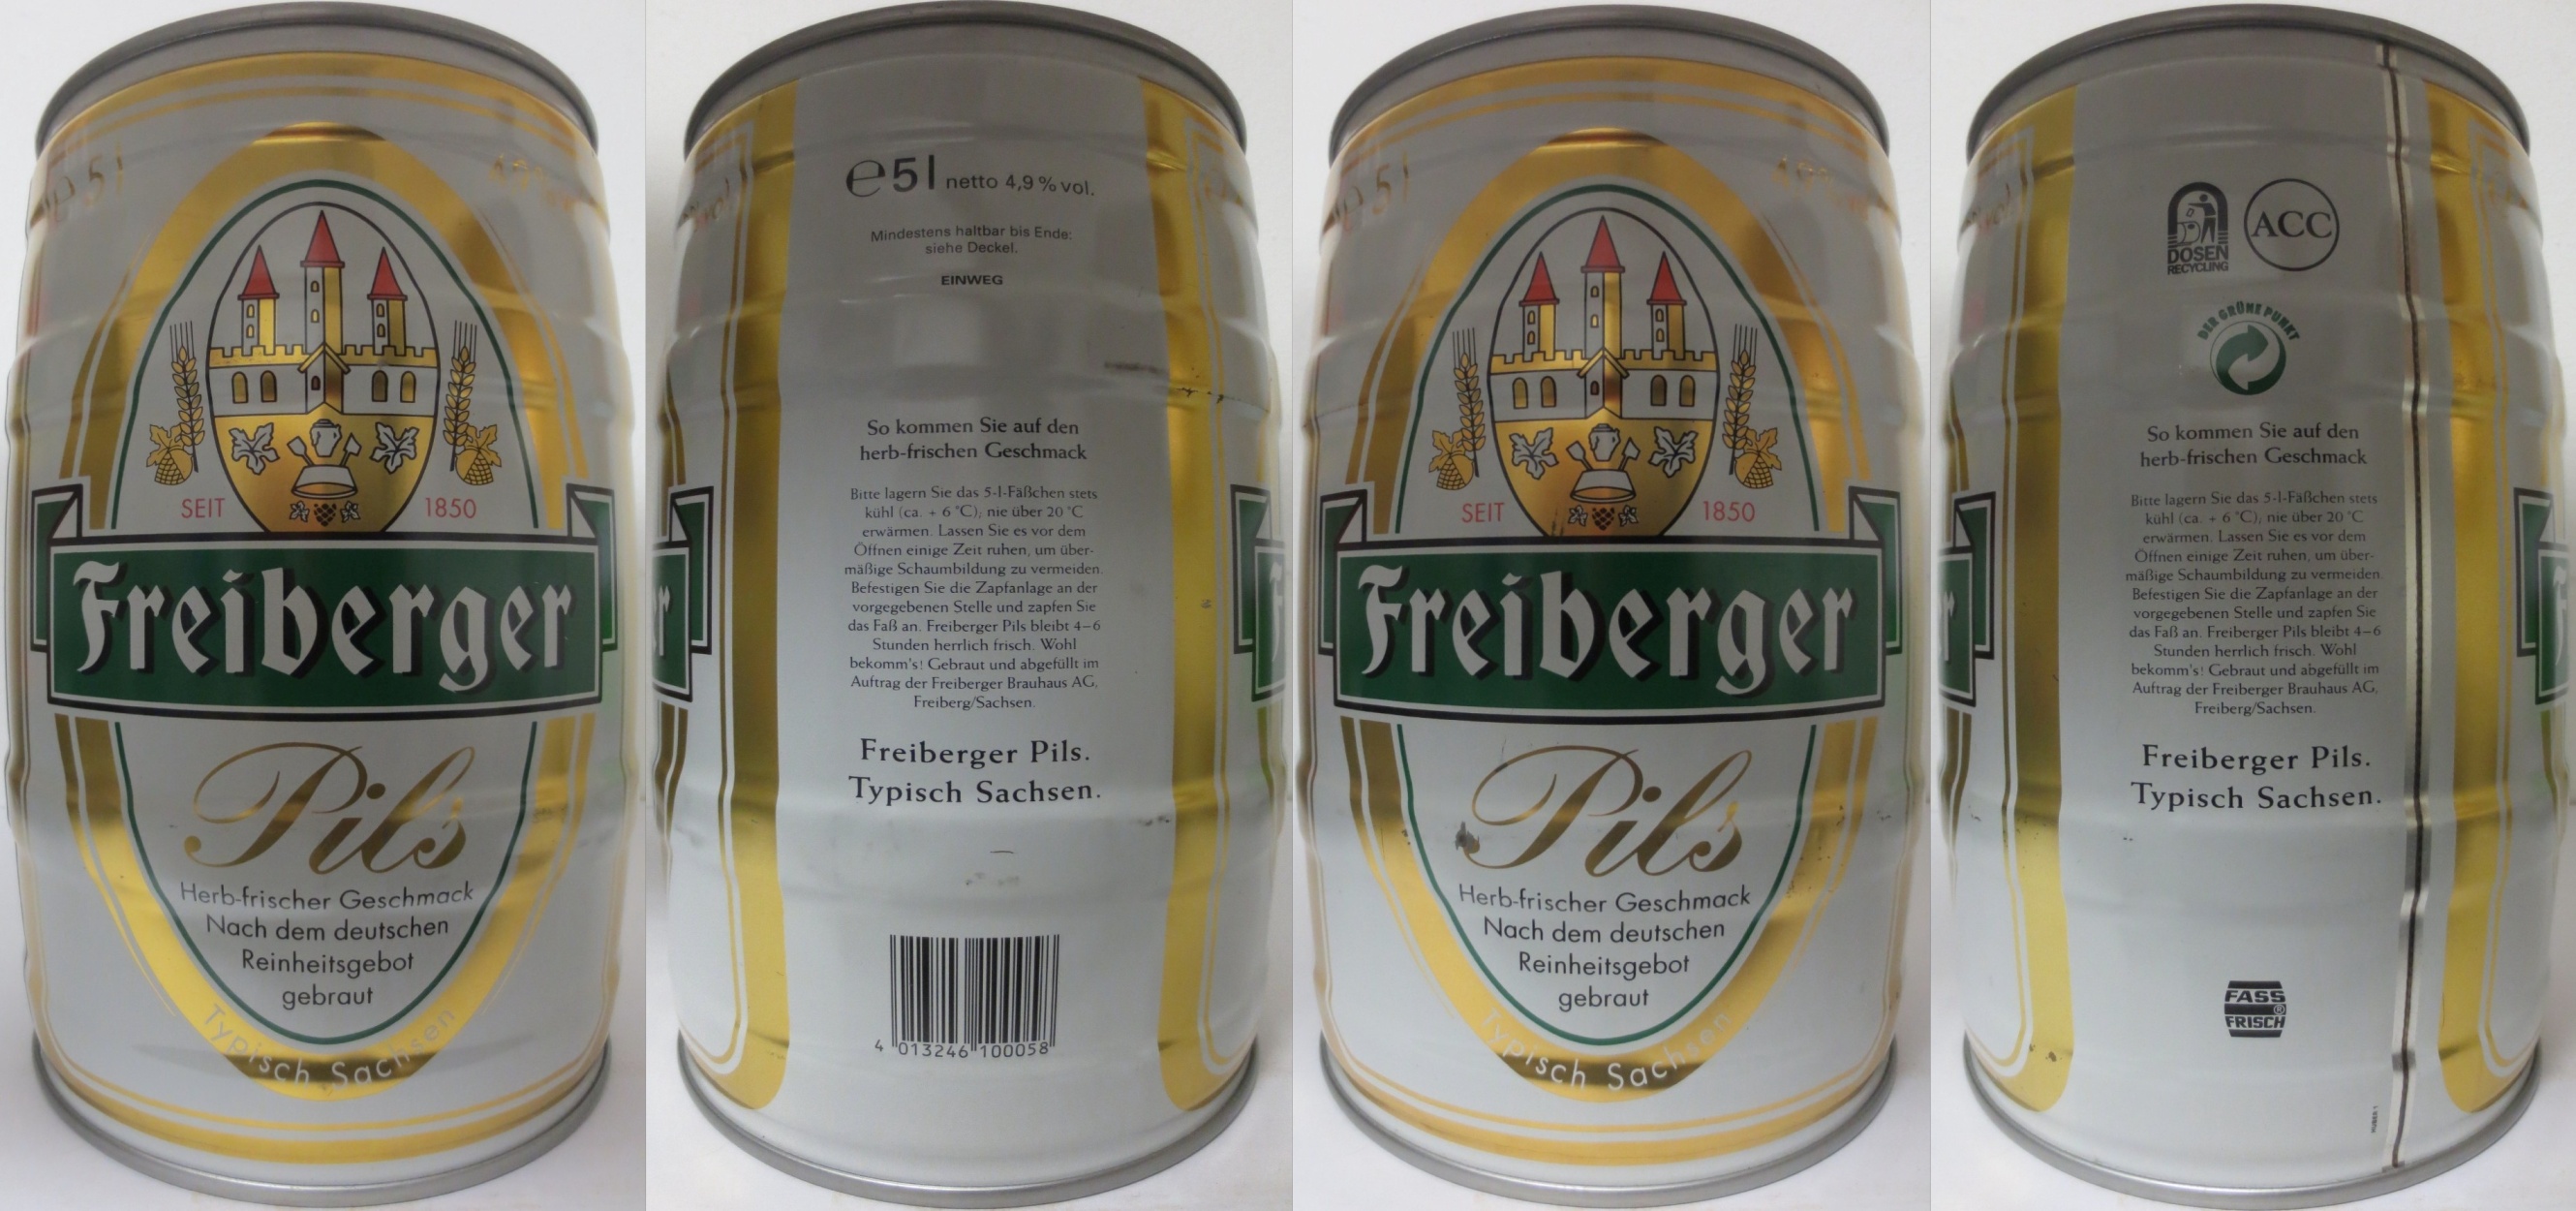 e 5 l
4,9%
SEIT 1850
Freiberger
Pils
Herb-frischer Geschmack
Nach dem deutschen
Reinheitsgebot
gebraut
Typisch Sachsen
e 5 l netto 4,9 % vol.
Mindestens haltbar bis Ende:
siehe Deckel.
EINWEG
So kommen Sie auf den
herb-frischen Geschmack
Bitte lagern Sie das 5-l-Fäßchen stets
kühl (ca. + 6 °C); nie über 20 °C
erwärmen. Lassen Sie es vor dem
Öffnen einige Zeit ruhen, um über-
mäßige Schaumbildung zu vermeiden.
Befestigen Sie die Zapfanlage an der
vorgegebenen Stelle und zapfen Sie
das Faß an. Freiberger Pils bleibt 4–6
Stunden herrlich frisch. Wohl
bekomm's! Gebraut und abgefüllt im
Auftrag der Freiberger Brauhaus AG,
Freiberg/Sachsen.
Freiberger Pils.
Typisch Sachsen.
4 013246 100058
e 5 l
4,9%
SEIT 1850
Freiberger
Pils
Herb-frischer Geschmack
Nach dem deutschen
Reinheitsgebot
gebraut
Typisch Sachsen
DOSEN
RECYCLING
ACC
DER GRÜNE PUNKT
So kommen Sie auf den
herb-frischen Geschmack
Bitte lagern Sie das 5-l-Fäßchen stets
kühl (ca. + 6 °C); nie über 20 °C
erwärmen. Lassen Sie es vor dem
Öffnen einige Zeit ruhen, um über-
mäßige Schaumbildung zu vermeiden.
Befestigen Sie die Zapfanlage an der
vorgegebenen Stelle und zapfen Sie
das Faß an. Freiberger Pils bleibt 4–6
Stunden herrlich frisch. Wohl
bekomm's! Gebraut und abgefüllt im
Auftrag der Freiberger Brauhaus AG,
Freiberg/Sachsen.
Freiberger Pils.
Typisch Sachsen.
FASS
FRISCH ®